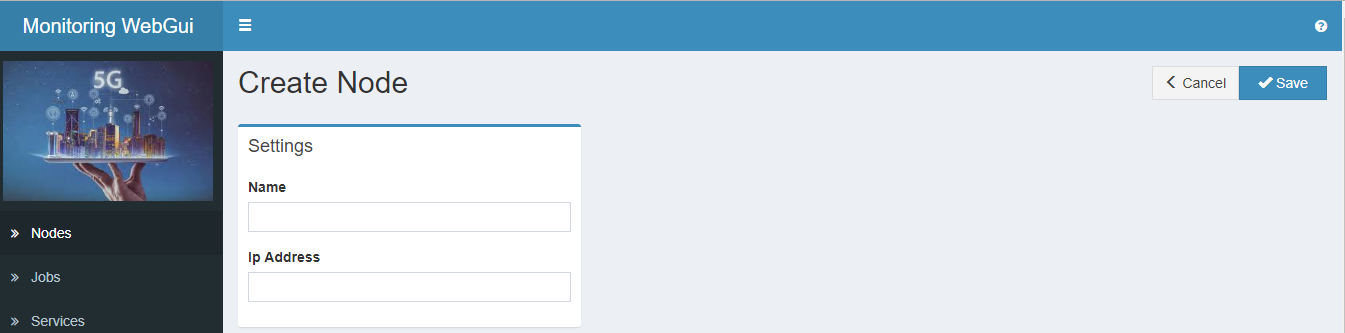 Monitoring WebGui
5G
Create Node
Cancel
Save
Settings
Name
Ip Address
Nodes
Jobs
Services